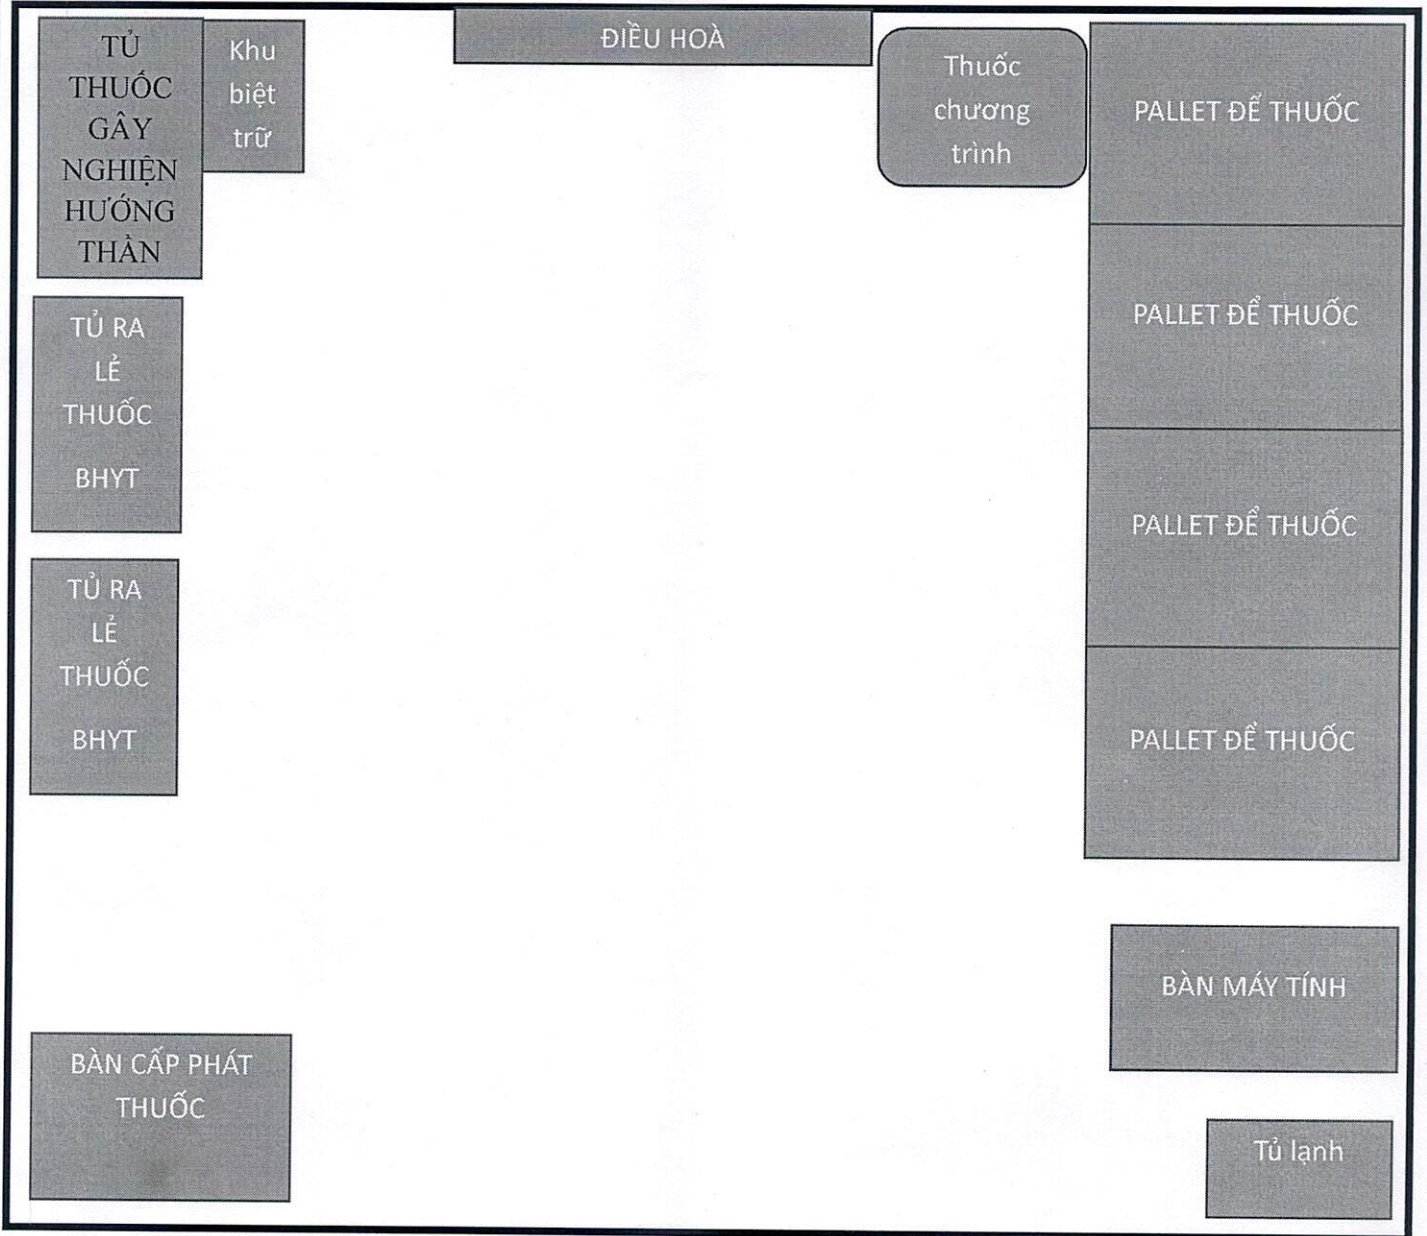 TỦ
THUỐC
GÂY
NGHIỆN
HƯỚNG
THẦN
Khu
biệt
trữ
ĐIỀU HOÀ
Thuốc
chương
trình
PALLET ĐỂ THUỐC
PALLET ĐỂ THUỐC
PALLET ĐỂ THUỐC
PALLET ĐỂ THUỐC
TỦ RA
LẺ
THUỐC
BHYT
TỦ RA
LẺ
THUỐC
BHYT
BÀN MÁY TÍNH
BÀN CẤP PHÁT
THUỐC
Tủ lạnh